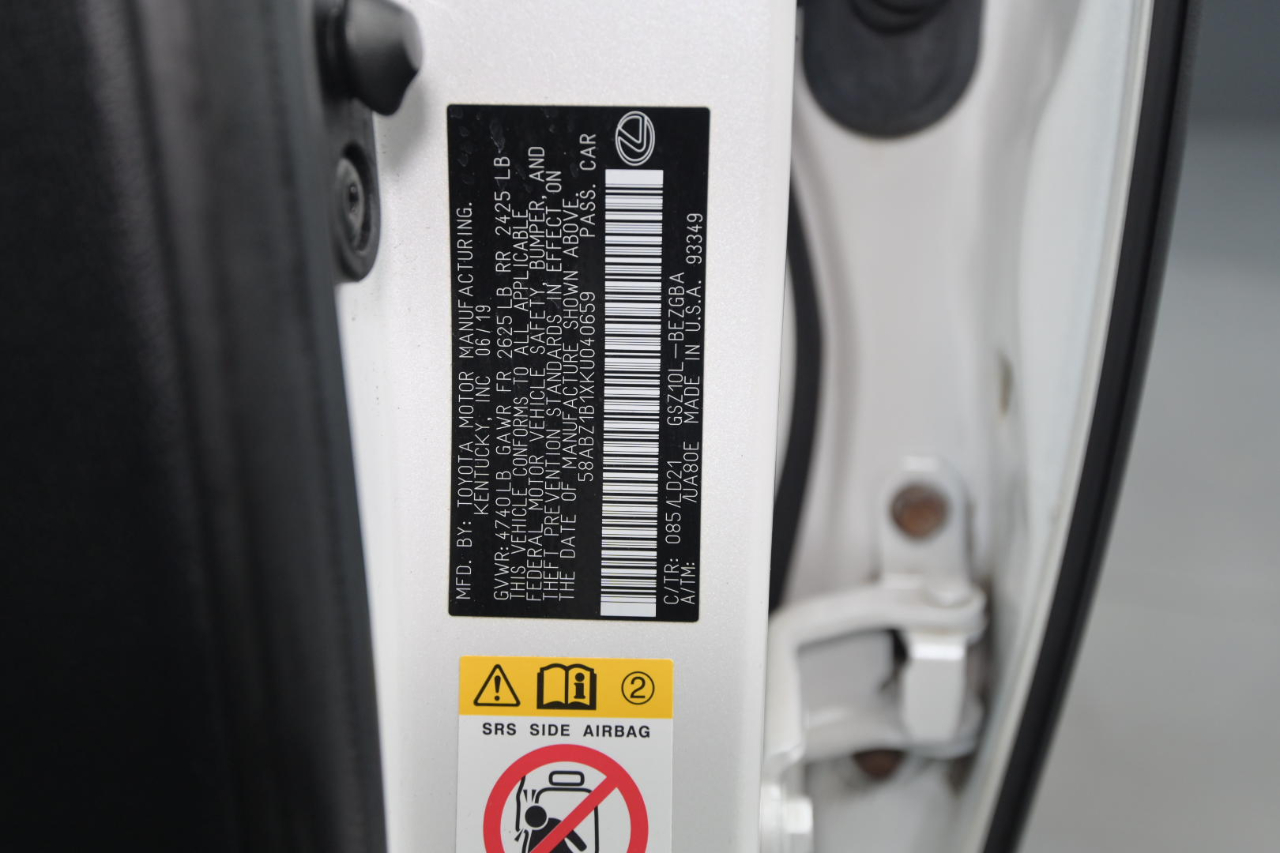 MFD. BY: TOYOTA MOTOR MANUFACTURING.
KENTUCKY, INC 06/19
GVWR: 4740LB GAWR FR 2625LB RR 2425LB
THIS VEHICLE CONFORMS TO ALL APPLICABLE
FEDERAL MOTOR VEHICLE SAFETY, BUMPER, AND
THEFT PREVENTION STANDARDS IN EFFECT ON
THE DATE OF MANUFACTURE SHOWN ABOVE.
58ABZ1B1XKU040659 PASS. CAR
C/TR: 085/LD21 GSZ10L-BEZGBA
A/TM: /UA80E MADE IN U.S.A. 93349
2
SRS SIDE AIRBAG